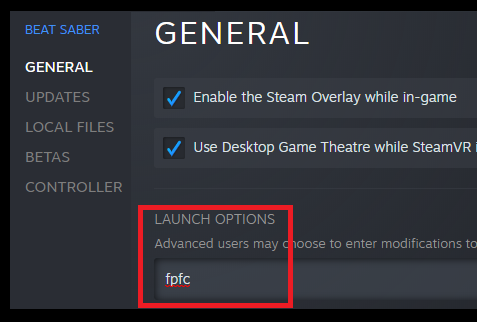 BEAT SABER
GENERAL
UPDATES
LOCAL FILES
BETAS
CONTROLLER
GENERAL
Enable the Steam Overlay while in-game
Use Desktop Game Theatre while SteamVR
LAUNCH OPTIONS
Advanced users may choose to enter modifications to
fpfc